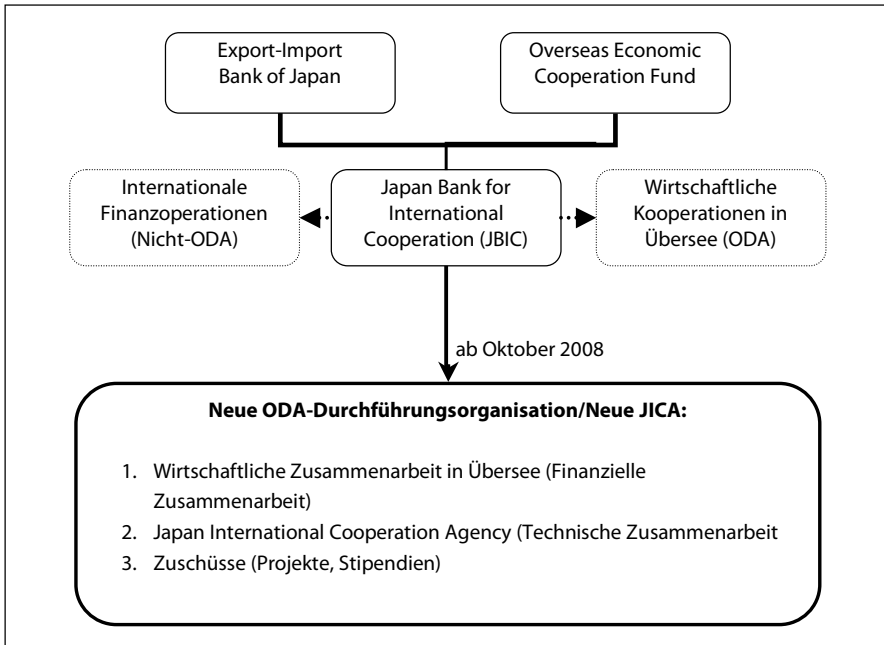 Export-Import
Bank of Japan
Overseas Economic
Cooperation Fund
Internationale
Finanzoperationen
(Nicht-ODA)
Japan Bank for
International
Cooperation (JBIC)
Wirtschaftliche
Kooperationen in
Übersee (ODA)
ab Oktober 2008
Neue ODA-Durchführungsorganisation/Neue JICA:
1. Wirtschaftliche Zusammenarbeit in Übersee (Finanzielle
Zusammenarbeit)
2. Japan International Cooperation Agency (Technische Zusammenarbeit
3. Zuschüsse (Projekte, Stipendien)